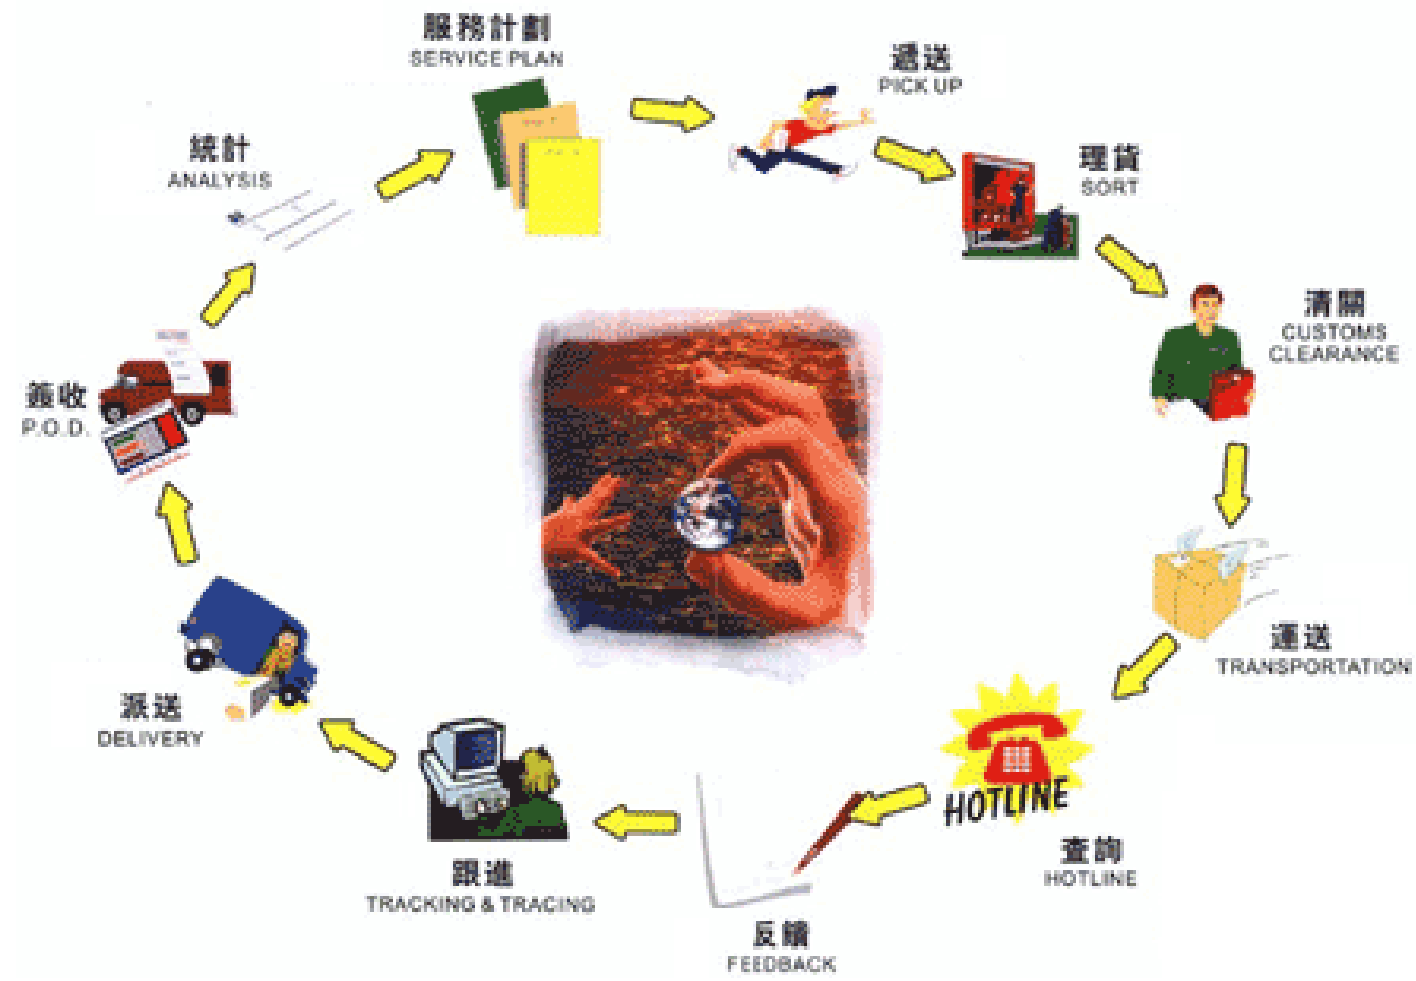 服務計劃
SERVICE PLAN
遞送
PICK UP
理貨
SORT
清關
CUSTOMS
CLEARANCE
運送
TRANSPORTATION
HOTLINE
查詢
HOTLINE
反饋
FEEDBACK
跟進
TRACKING & TRACING
派送
DELIVERY
簽收
P.O.D.
統計
ANALYSIS